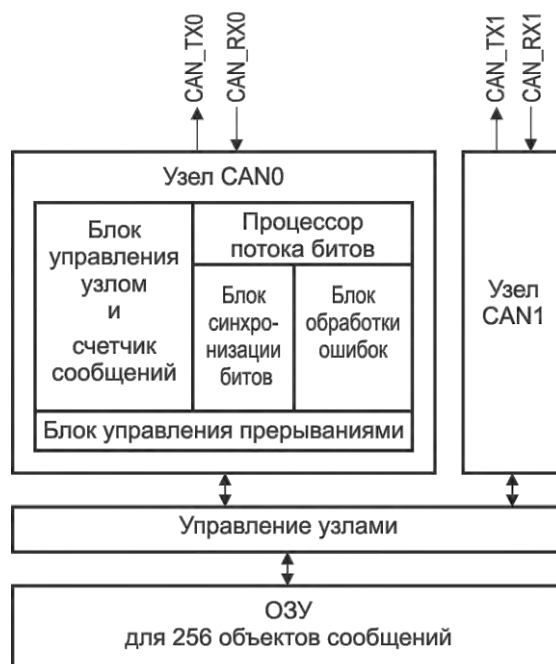 CAN_TX0
CAN_RX0
CAN_TX1
CAN_RX1
Узел CAN0
Блок
управления
узлом
и
счетчик
сообщений
Процессор
потока битов
Блок
синхро-
низации
битов
Блок
обработки
ошибок
Блок управления прерываниями
Узел
CAN1
Управление узлами
ОЗУ
для 256 объектов сообщений